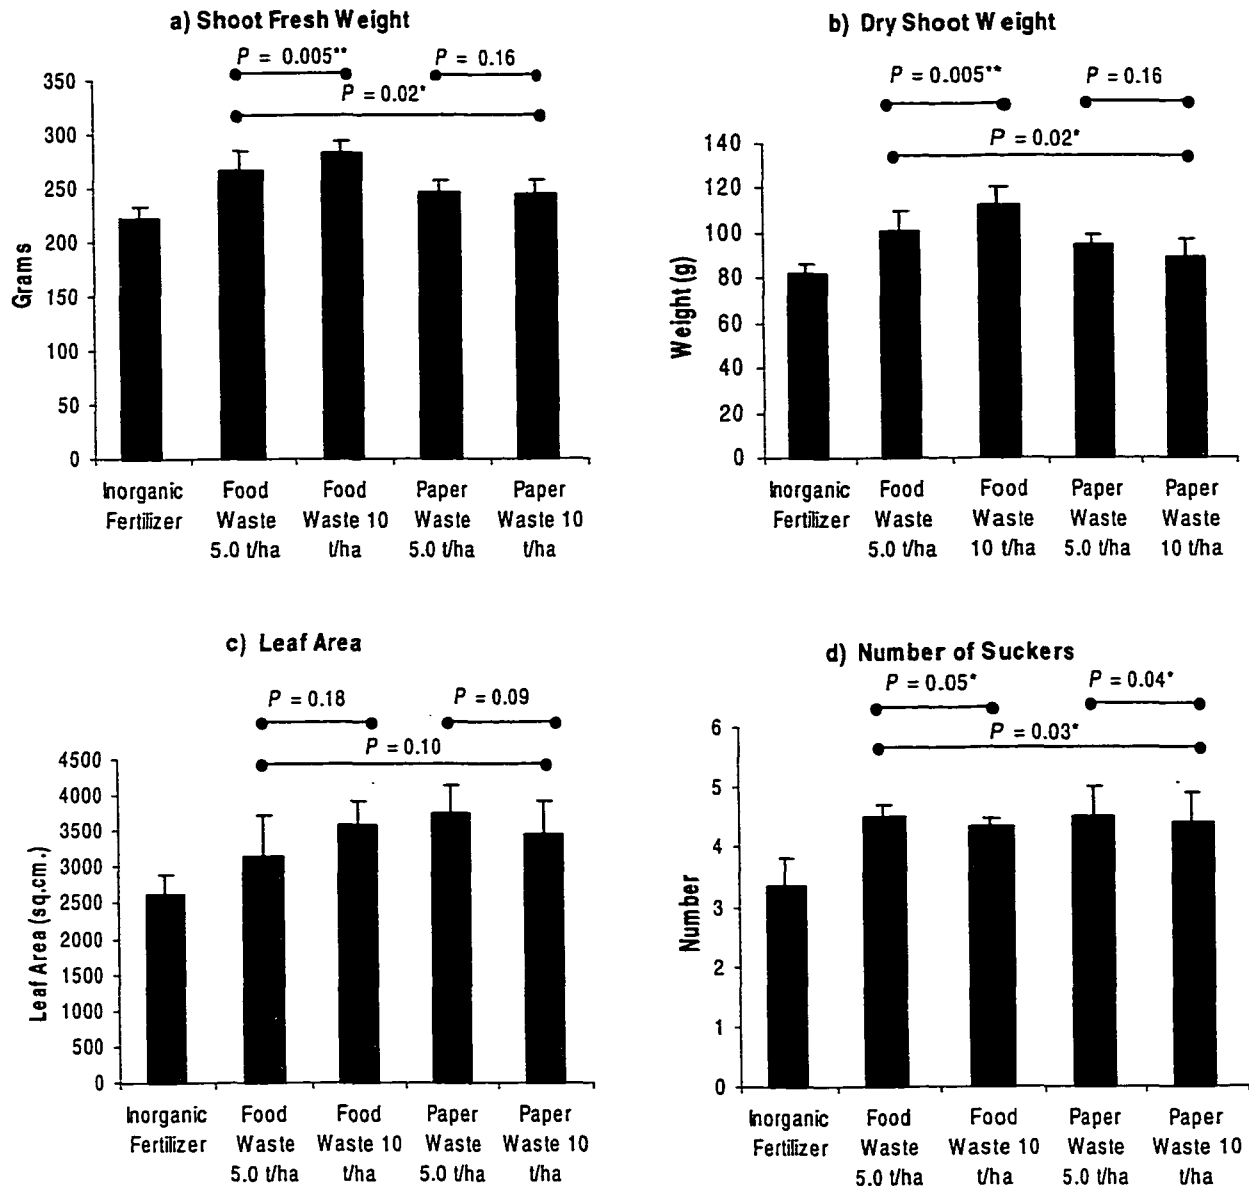 a) Shoot Fresh Weight
P = 0.005**
P = 0.16
P = 0.02*
350
300
250
200
150
100
50
0
Grams
Inorganic Fertilizer
Food Waste 5.0 t/ha
Food Waste 10 t/ha
Paper Waste 5.0 t/ha
Paper Waste 10 t/ha
b) Dry Shoot Weight
P = 0.005**
P = 0.16
P = 0.02*
140
120
100
80
60
40
20
0
Weight (g)
Inorganic Fertilizer
Food Waste 5.0 t/ha
Food Waste 10 t/ha
Paper Waste 5.0 t/ha
Paper Waste 10 t/ha
c) Leaf Area
P = 0.18
P = 0.09
P = 0.10
4500
4000
3500
3000
2500
2000
1500
1000
500
0
Leaf Area (sq.cm.)
Inorganic Fertilizer
Food Waste 5.0 t/ha
Food Waste 10 t/ha
Paper Waste 5.0 t/ha
Paper Waste 10 t/ha
d) Number of Suckers
P = 0.05*
P = 0.04*
P = 0.03*
6
5
4
3
2
1
0
Number
Inorganic Fertilizer
Food Waste 5.0 t/ha
Food Waste 10 t/ha
Paper Waste 5.0 t/ha
Paper Waste 10 t/ha